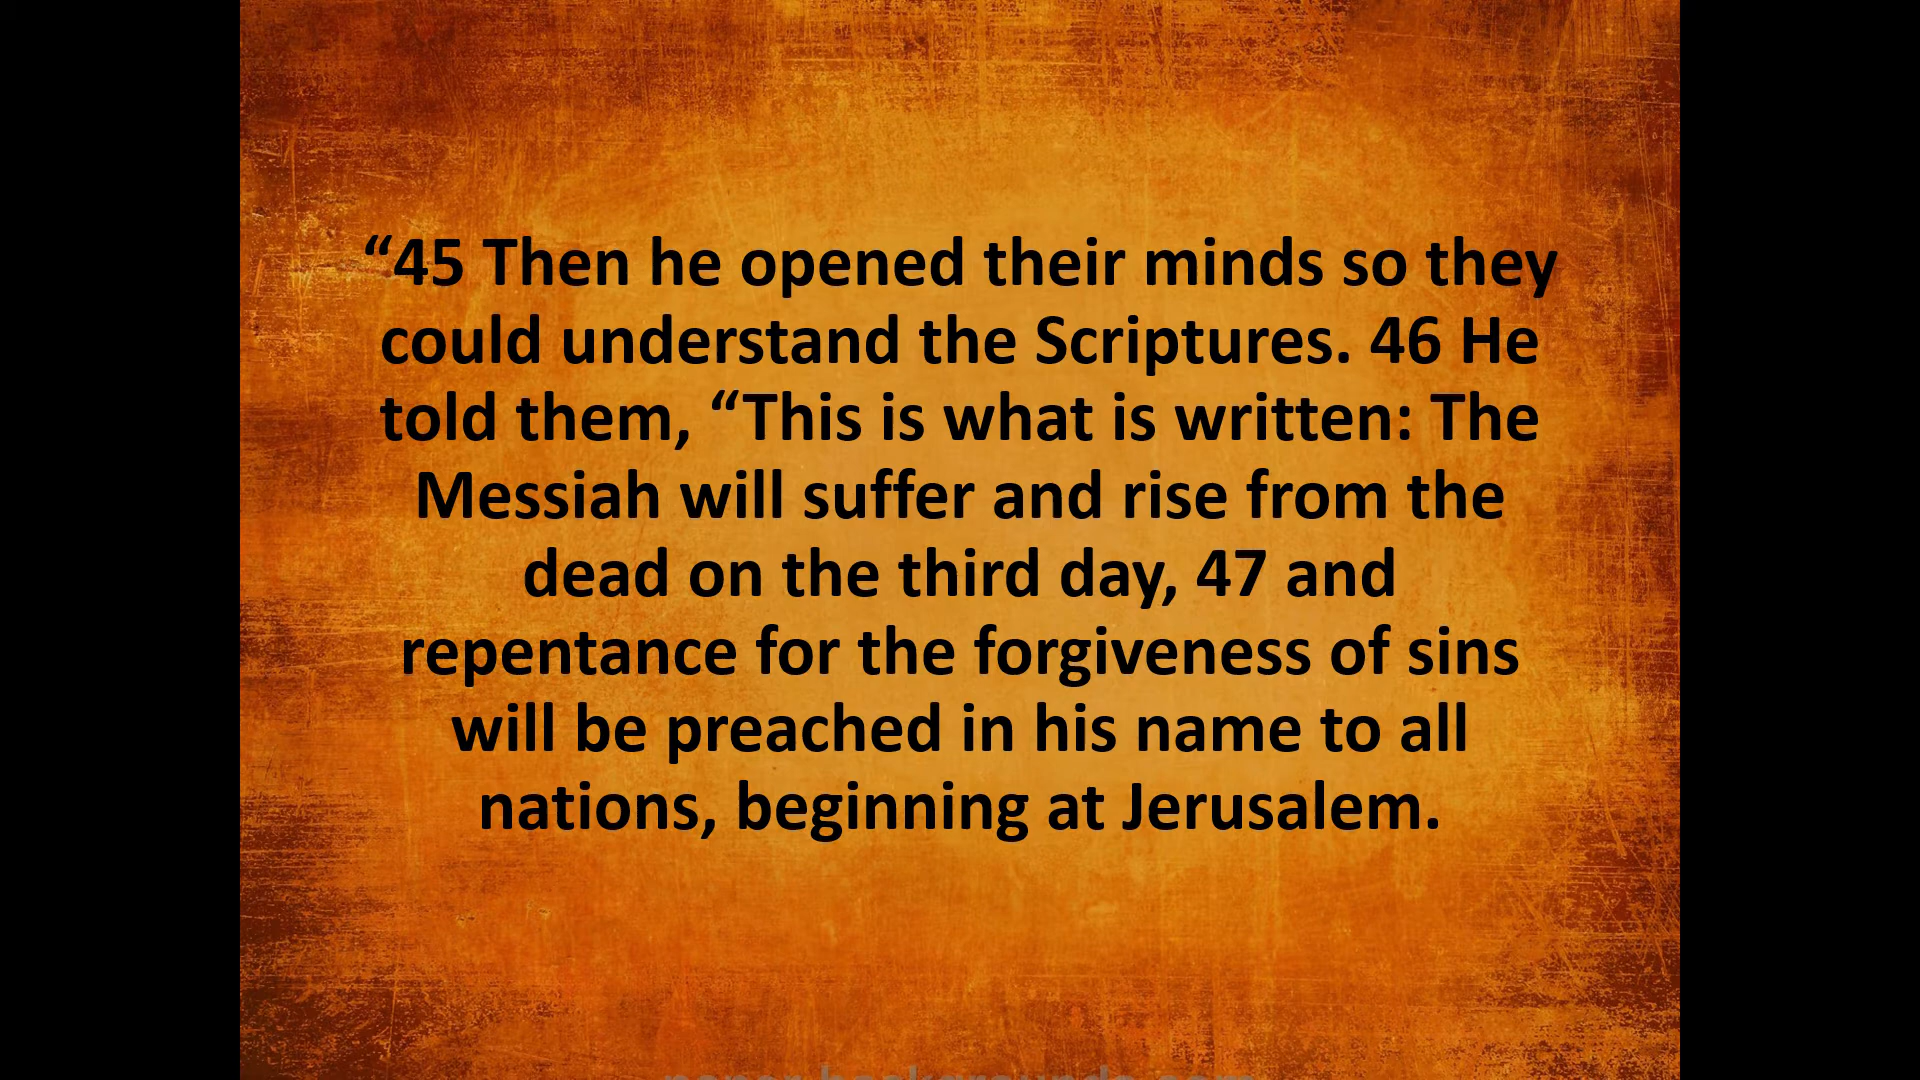 “45 Then he opened their minds so they
could understand the Scriptures. 46 He
told them, “This is what is written: The
Messiah will suffer and rise from the
dead on the third day, 47 and
repentance for the forgiveness of sins
will be preached in his name to all
nations, beginning at Jerusalem.